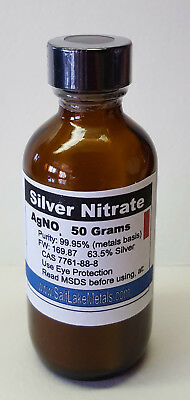 Silver Nitrate
AgNO3 50 Grams
Purity: 99.95% (metals basis)
FW: 169.87 63.5% Silver
CAS 7761-88-8
Use Eye Protection
Read MSDS before using.
www.SaltLakeMetals.com